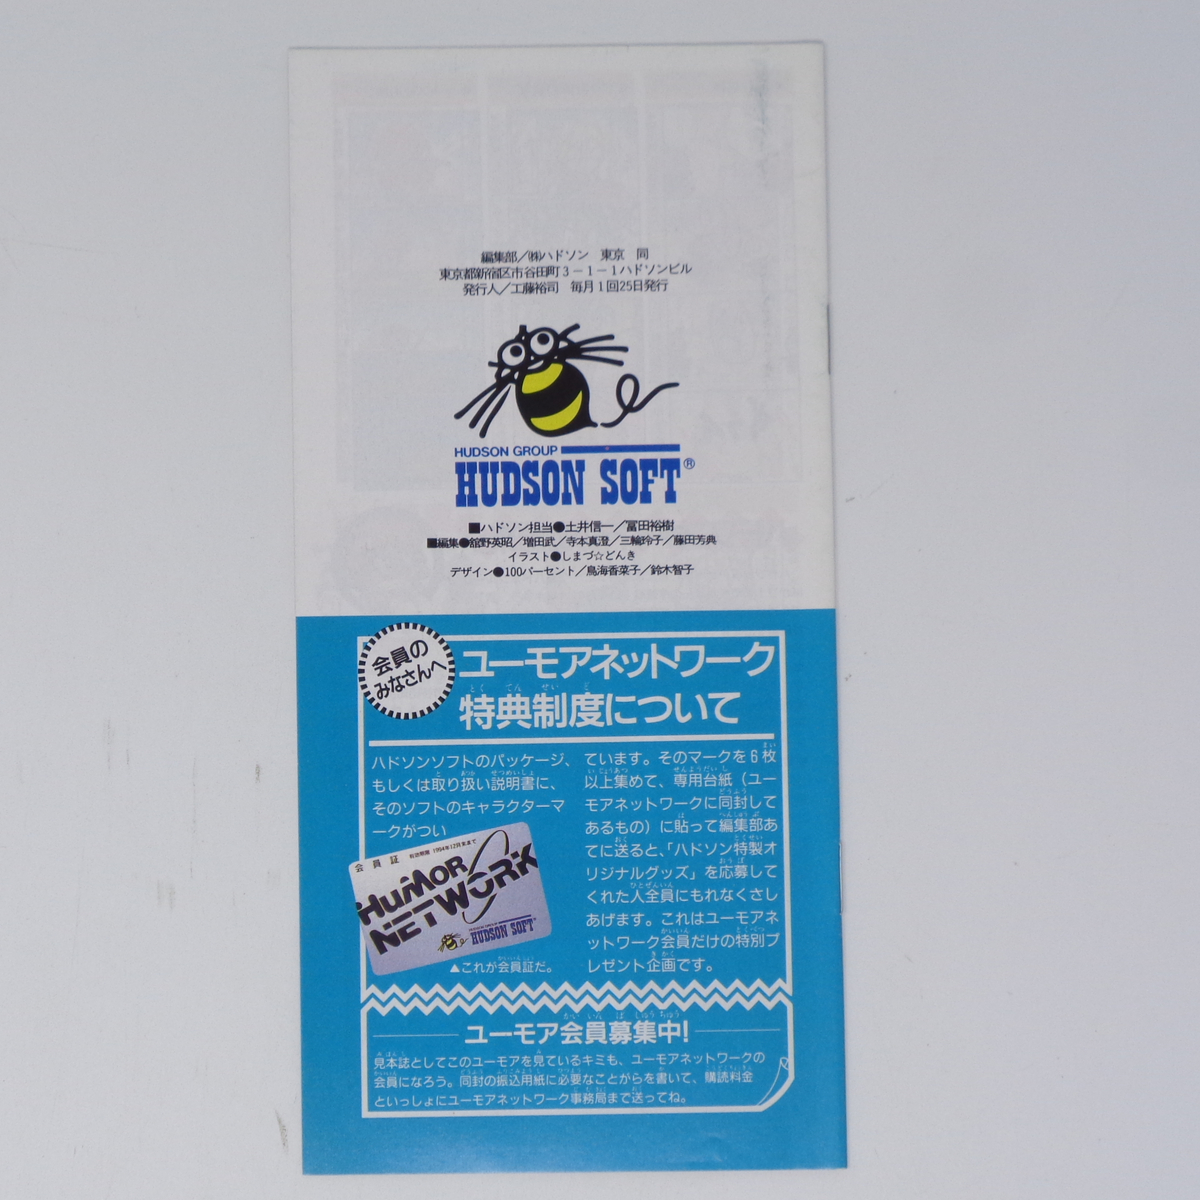 編集部／㈱ハドソン　東京　同
東京都新宿区市谷田町３－１－１ハドソンビル
発行人／工藤裕司　毎月１回25日発行
HUDSON GROUP
HUDSON SOFT®
■ハドソン担当●土井信一／冨田裕樹
■編集●舘野英昭／増田武／寺本真澄／三輪玲子／藤田芳典
イラスト●しまづ☆どんき
デザイン●100パーセント／鳥海香菜子／鈴木智子
会員の
みなさんへ
ユーモアネットワーク
特典制度について
ハドソンソフトのパッケージ、
もしくは取り扱い説明書に、
そのソフトのキャラクターマ
ークがつい
ています。そのマークを６枚
以上集めて、専用台紙（ユー
モアネットワークに同封して
あるもの）に貼って編集部あ
てに送ると、「ハドソン特製オ
リジナルグッズ」を応募して
くれた人全員にもれなくさし
あげます。これはユーモアネ
ットワーク会員だけの特別プ
レゼント企画です。
会員証　有効期限　1994年12月末まで
HuMOR
NETWORK
HUDSON GROUP
HUDSON SOFT®
▲これが会員証だ。
ユーモア会員募集中!
見本誌としてこのユーモアを見ているキミも、ユーモアネットワークの
会員になろう。同封の振込用紙に必要なことがらを書いて、購読料金
といっしょにユーモアネットワーク事務局まで送ってね。